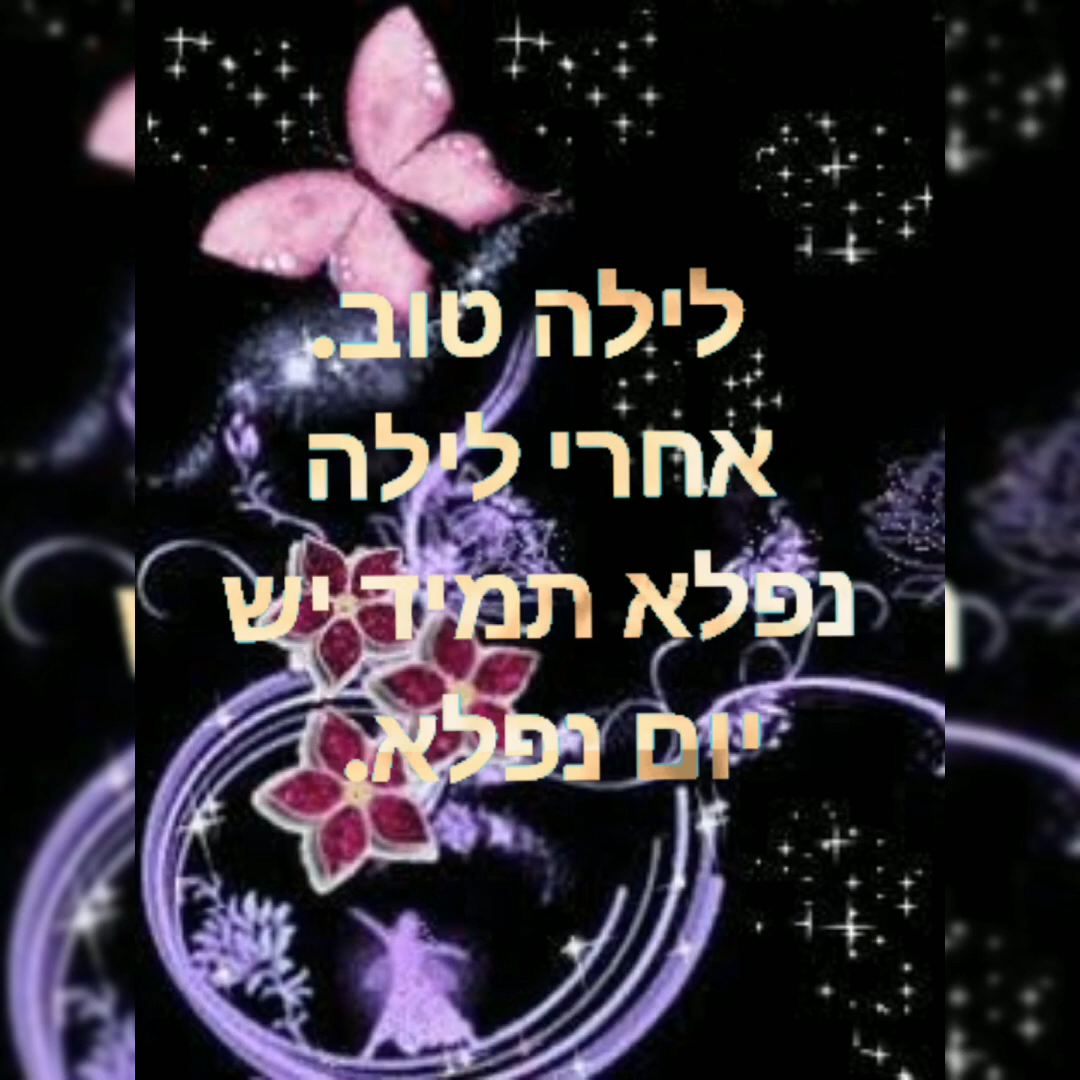 לילה טוב.
אחרי לילה
נפלא תמיד יש
יום נפלא.